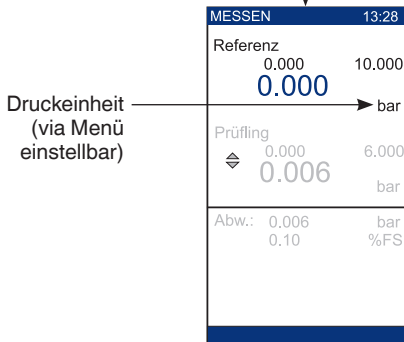 MESSEN 13:28
Referenz
0.000 10.000
0.000
bar
Druckeinheit
(via Menü
einstellbar)
Prüfling
0.000 6.000
0.006
bar
Abw.: 0.006 bar
0.10 %FS